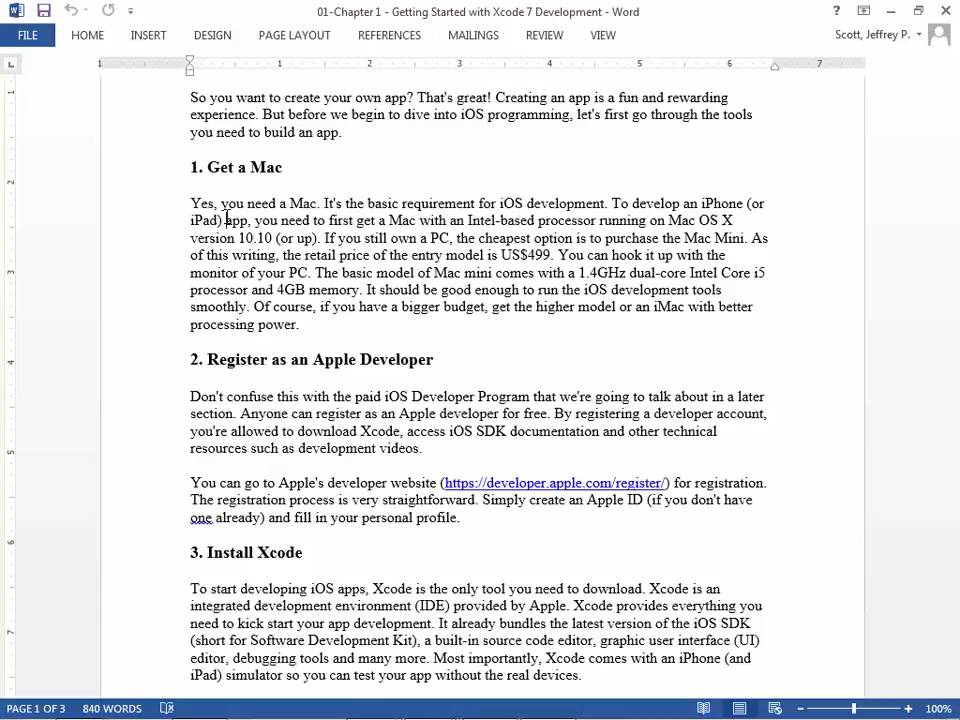 01-Chapter 1 - Getting Started with Xcode 7 Development - Word
FILE HOME INSERT DESIGN PAGE LAYOUT REFERENCES MAILINGS REVIEW VIEW Scott, Jeffrey P.
1 1 2 3 4 5 6 7
So you want to create your own app? That's great! Creating an app is a fun and rewarding
experience. But before we begin to dive into iOS programming, let's first go through the tools
you need to build an app.
1. Get a Mac
Yes, you need a Mac. It's the basic requirement for iOS development. To develop an iPhone (or
iPad) app, you need to first get a Mac with an Intel-based processor running on Mac OS X
version 10.10 (or up). If you still own a PC, the cheapest option is to purchase the Mac Mini. As
of this writing, the retail price of the entry model is US$499. You can hook it up with the
monitor of your PC. The basic model of Mac mini comes with a 1.4GHz dual-core Intel Core i5
processor and 4GB memory. It should be good enough to run the iOS development tools
smoothly. Of course, if you have a bigger budget, get the higher model or an iMac with better
processing power.
2. Register as an Apple Developer
Don't confuse this with the paid iOS Developer Program that we're going to talk about in a later
section. Anyone can register as an Apple developer for free. By registering a developer account,
you're allowed to download Xcode, access iOS SDK documentation and other technical
resources such as development videos.
You can go to Apple's developer website (https://developer.apple.com/register/) for registration.
The registration process is very straightforward. Simply create an Apple ID (if you don't have
one already) and fill in your personal profile.
3. Install Xcode
To start developing iOS apps, Xcode is the only tool you need to download. Xcode is an
integrated development environment (IDE) provided by Apple. Xcode provides everything you
need to kick start your app development. It already bundles the latest version of the iOS SDK
(short for Software Development Kit), a built-in source code editor, graphic user interface (UI)
editor, debugging tools and many more. Most importantly, Xcode comes with an iPhone (and
iPad) simulator so you can test your app without the real devices.
PAGE 1 OF 3 840 WORDS 100%